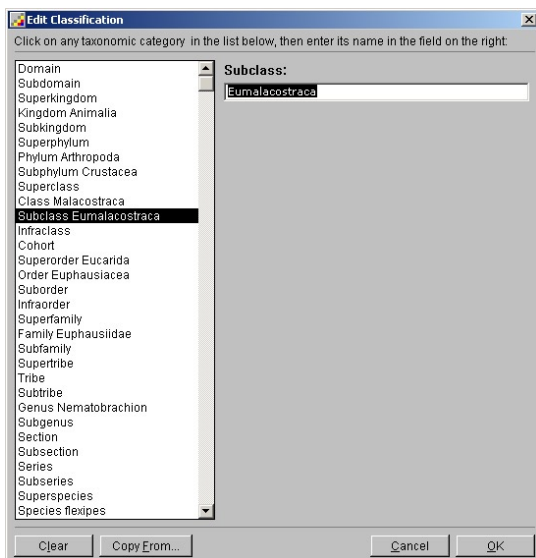 Edit Classification
Click on any taxonomic category in the list below, then enter its name in the field on the right:
Domain
Subdomain
Superkingdom
Kingdom Animalia
Subkingdom
Superphylum
Phylum Arthropoda
Subphylum Crustacea
Superclass
Class Malacostraca
Subclass Eumalacostraca
Infraclass
Cohort
Superorder Eucarida
Order Euphausiacea
Suborder
Infraorder
Superfamily
Family Euphausiidae
Subfamily
Supertribe
Tribe
Subtribe
Genus Nematobrachion
Subgenus
Section
Subsection
Series
Subseries
Superspecies
Species flexipes
Subclass:
Eumalacostraca
Clear
Copy From...
Cancel
OK